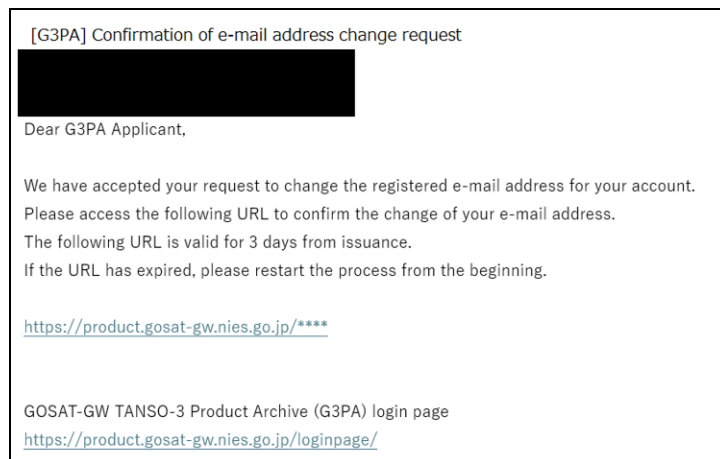 [G3PA] Confirmation of e-mail address change request
Dear G3PA Applicant,
We have accepted your request to change the registered e-mail address for your account.
Please access the following URL to confirm the change of your e-mail address.
The following URL is valid for 3 days from issuance.
If the URL has expired, please restart the process from the beginning.
https://product.gosat-gw.nies.go.jp/****
GOSAT-GW TANSO-3 Product Archive (G3PA) login page
https://product.gosat-gw.nies.go.jp/loginpage/